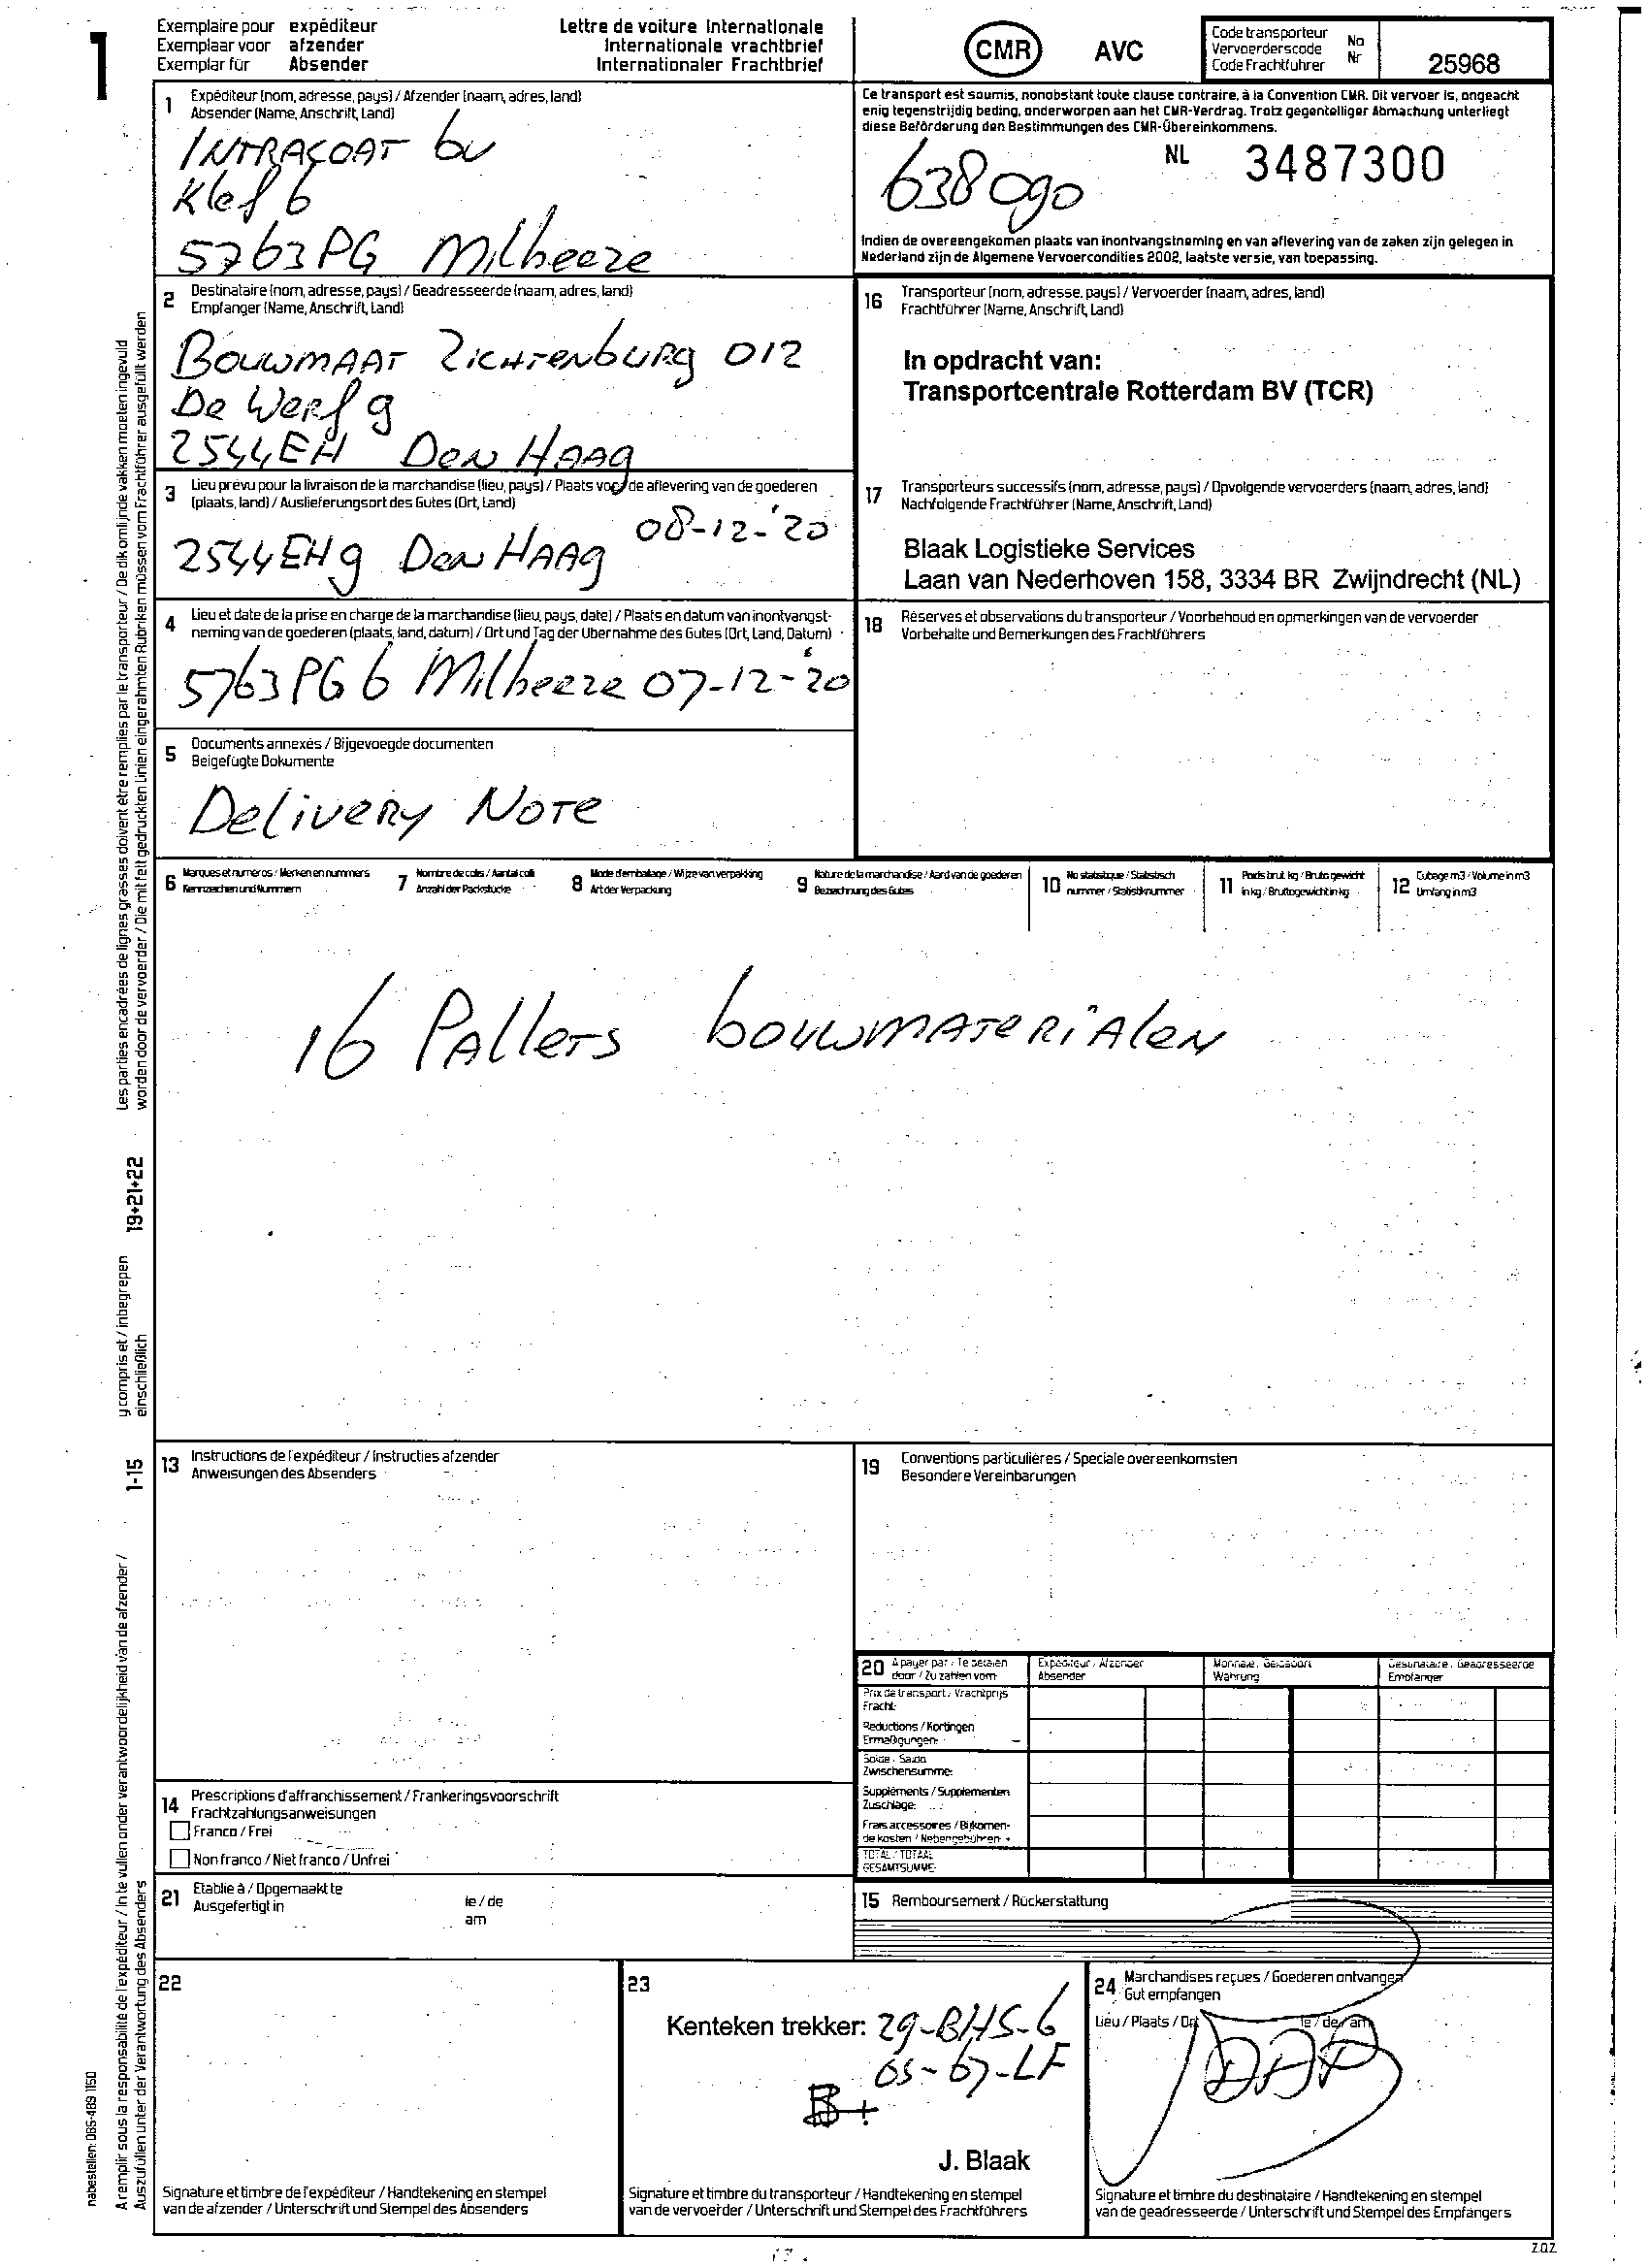 1
Exemplaire pour expéditeur
Exemplaar voor afzender
Exemplar für Absender
Lettre de voiture Internationale
Internationale vrachtbrief
Internationaler Frachtbrief
CMR
AVC
Code transporteur No
Vervoerderscode Nr
Code Frachtfuhrer
25968
1 Expéditeur (nom, adresse, pays) / Afzender (naam, adres, land)
Absender (Name, Anschrift, Land)
INTRACOAT bv
Klef 6
5763PG Milheeze
Ce transport est soumis, nonobstant toute clause contraire, à la Convention CMR. Dit vervoer is, ongeacht
enig tegenstrijdig beding, onderworpen aan het CMR-Verdrag. Trotz gegenteiliger Abmachung unterliegt
diese Beförderung den Bestimmungen des CMR-Übereinkommens.
NL 3487300
638090
Indien de overeengekomen plaats van inontvangstneming en van aflevering van de zaken zijn gelegen in
Nederland zijn de Algemene Vervoercondities 2002, laatste versie, van toepassing.
2 Destinataire (nom, adresse, pays) / Geadresseerde (naam, adres, land)
Empfanger (Name, Anschrift, Land)
BOUWMAAT ZICHTENBURG 012
De Werf 9
2544EH Den HAAG
16 Transporteur (nom, adresse, pays) / Vervoerder (naam, adres, land)
Frachtführer (Name, Anschrift, Land)
In opdracht van:
Transportcentrale Rotterdam BV (TCR)
3 Lieu prévu pour la livraison de la marchandise (lieu, pays) / Plaats voor de aflevering van de goederen
(plaats, land) / Auslieferungsort des Gutes (Ort, Land)
08-12-'20
2544EH 9 Den HAAG
17 Transporteurs successifs (nom, adresse, pays) / Opvolgende vervoerders (naam, adres, land)
Nachfolgende Frachtführer (Name, Anschrift, Land)
Blaak Logistieke Services
Laan van Nederhoven 158, 3334 BR Zwijndrecht (NL)
4 Lieu et date de la prise en charge de la marchandise (lieu, pays, date) / Plaats en datum van inontvangst-
neming van de goederen (plaats, land, datum) / Ort und Tag der Ubernahme des Gutes (Ort, Land, Datum)
5763PG 6 Milheeze 07-12-'20
18 Réserves et observations du transporteur / Voorbehoud en opmerkingen van de vervoerder
Vorbehalte und Bemerkungen des Frachtführers
5 Documents annexés / Bijgevoegde documenten
Beigefügte Dokumente
Delivery Note
6 Marques et numéros / Merken en nummers
Kennzeichen und Nummern
7 Nombre de colis / Aantal colli
Anzahl der Packstücke
8 Mode d'emballage / Wijze van verpakking
Art der Verpackung
9 Nature de la marchandise / Aard van de goederen
Bezeichnung des Gutes
10 No statistique / Statistisch
nummer / Statistiknummer
11 Poids brut kg / Bruto gewicht
in kg / Bruttogewicht in kg
12 Cubage m3 / Volume in m3
Umfang in m3
16 Pallets bouwmaterialen
13 Instructions de l'expéditeur / Instructies afzender
Anweisungen des Absenders
19 Conventions particulières / Speciale overeenkomsten
Besondere Vereinbarungen
20 A payer par / Te betalen
door / Zu zahlen vom
Expéditeur / Afzender
Absender
Monnaie / Geldsoort
Wahrung
Destinataire / Geadresseerde
Empfänger
Prix de transport / Vrachtprijs
Fracht:
Reductions / Kortingen
Ermaßigungen: -
Solde / Saldo
Zwischensumme:
Suppléments / Supplementen
Zuschlage:
Frais accessoires / Bijkomen-
de kosten / Nebengebühren +
TOTAL / TOTAAL
GESAMTSUMME
14 Prescriptions d'affranchissement / Frankeringsvoorschrift
Frachtzahlungsanweisungen
Franco / Frei
Non franco / Niet franco / Unfrei
21 Etablie à / Opgemaakt te
Ausgefertigt in
le / de
am
15 Remboursement / Rückerstattung
22
Signature et timbre de l'expéditeur / Handtekening en stempel
van de afzender / Unterschrift und Stempel des Absenders
23
Kenteken trekker: 29-BHS-6
OS-67-LF
J. Blaak
Signature et timbre du transporteur / Handtekening en stempel
van de vervoerder / Unterschrift und Stempel des Frachtführers
24 Marchandises reçues / Goederen ontvangen
Gut empfangen
Lieu / Plaats / Ort le / de / am
Signature et timbre du destinataire / Handtekening en stempel
van de geadresseerde / Unterschrift und Stempel des Empfängers
Les parties encadrées de lignes grasses doivent être remplies par le transporteur / De dik omlijnde vakken moeten ingevuld
worden door de vervoerder / Die mit fett gedruckten Linien eingerahmten Rubriken müssen vom Frachtführer ausgefüllt werden
19+21+22
y compris et / inbegrepen
einschließlich
1-15
A remplir sous la responsabilité de l'expéditeur / In te vullen onder verantwoordelijkheid van de afzender /
Auszufüllen unter der Verantwortung des Absenders
nabestellen: 085-489 1150